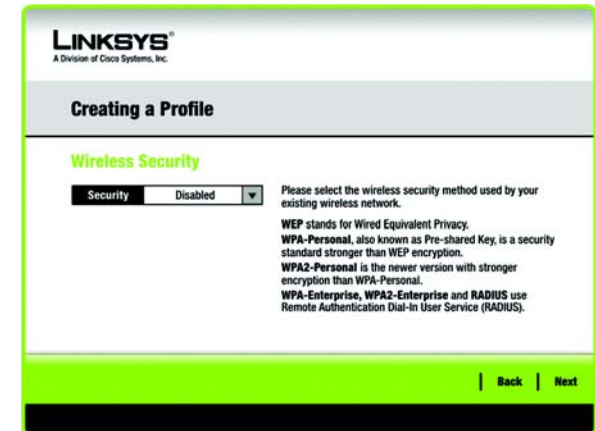 LINKSYS®
A Division of Cisco Systems, Inc.
Creating a Profile
Wireless Security
Security Disabled
Please select the wireless security method used by your
existing wireless network.
WEP stands for Wired Equivalent Privacy.
WPA-Personal, also known as Pre-shared Key, is a security
standard stronger than WEP encryption.
WPA2-Personal is the newer version with stronger
encryption than WPA-Personal.
WPA-Enterprise, WPA2-Enterprise and RADIUS use
Remote Authentication Dial-In User Service (RADIUS).
Back Next